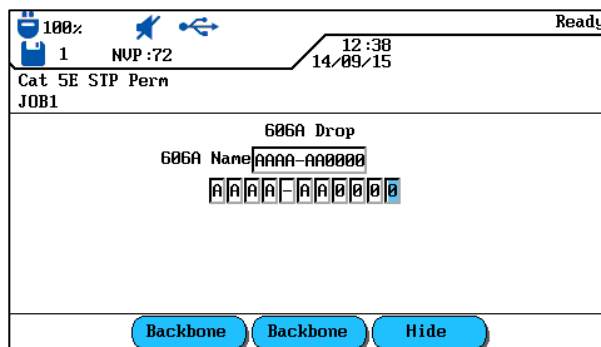 100% Ready
1 NVP:72 12:38
14/09/15
Cat 5E STP Perm
JOB1
606A Drop
606A Name AAAA-AA0000
AAAA-AA0000
Backbone Backbone Hide